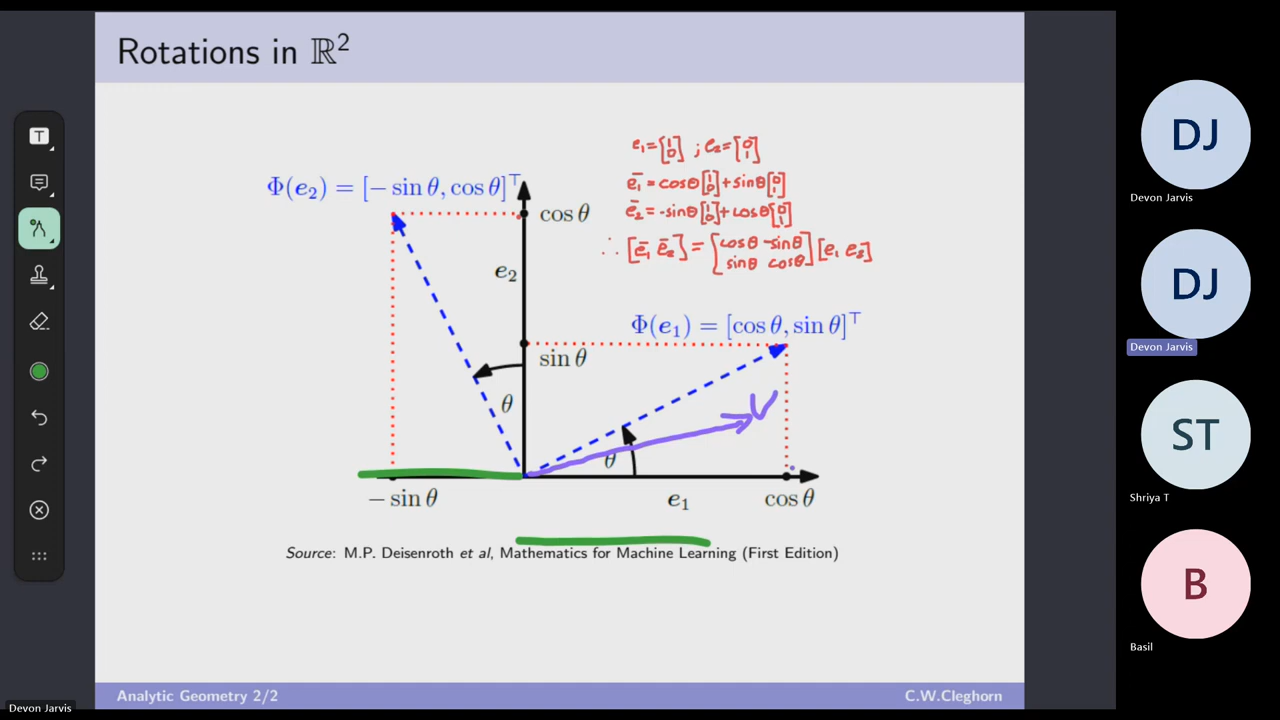 Rotations in ℝ²
e₁=[1 0] ; e₂=[0 1]
Φ(e₂) = [− sin θ, cos θ]⊤
ē₁ = cosθ[1 0]+sinθ[0 1]
cos θ
ē₂ = -sinθ[1 0]+cosθ[0 1]
∴ [ē₁ ē₂] = [cosθ -sinθ
sinθ cosθ] [e₁ e₂]
e₂
Φ(e₁) = [cos θ, sin θ]⊤
sin θ
θ
V
θ
− sin θ
e₁
cos θ
Source: M.P. Deisenroth et al, Mathematics for Machine Learning (First Edition)
Analytic Geometry 2/2
C.W.Cleghorn
T
DJ
Devon Jarvis
DJ
Devon Jarvis
ST
Shriya T
B
Basil
Devon Jarvis